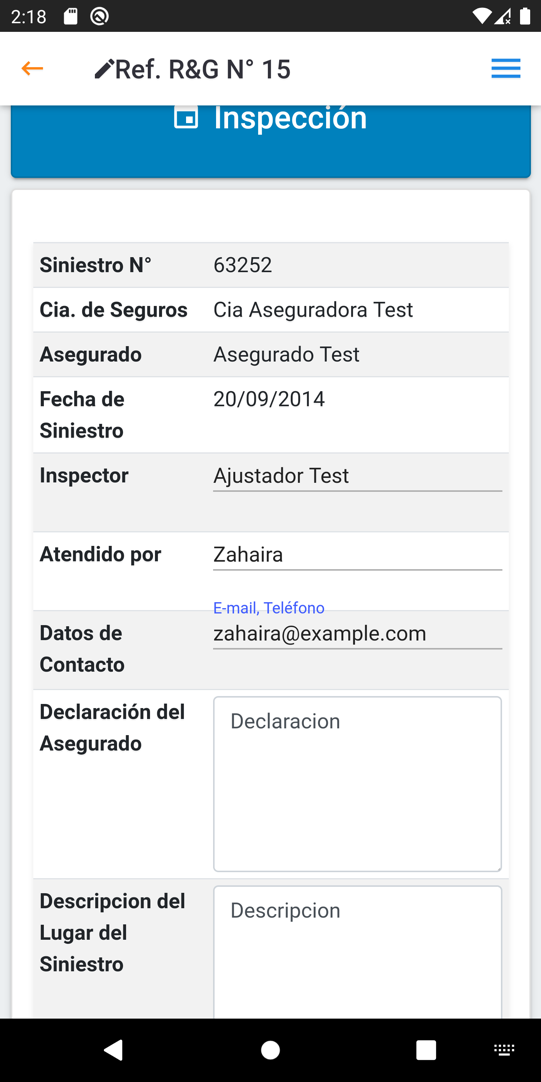 2:18
Ref. R&G N° 15
Inspección
Siniestro N° 63252
Cia. de Seguros Cia Aseguradora Test
Asegurado Asegurado Test
Fecha de 20/09/2014
Siniestro
Inspector Ajustador Test
Atendido por Zahaira
E-mail, Teléfono
Datos de zahaira@example.com
Contacto
Declaración del Declaracion
Asegurado
Descripcion del Descripcion
Lugar del
Siniestro